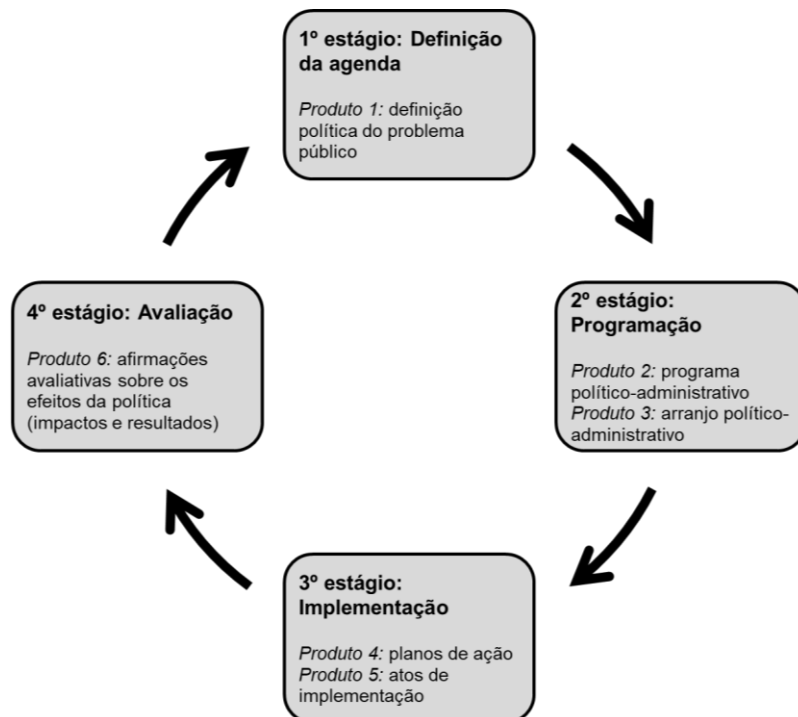 1º estágio: Definição
da agenda
Produto 1: definição
política do problema
público
2º estágio:
Programação
Produto 2: programa
político-administrativo
Produto 3: arranjo político-
administrativo
3º estágio:
Implementação
Produto 4: planos de ação
Produto 5: atos de
implementação
4º estágio: Avaliação
Produto 6: afirmações
avaliativas sobre os
efeitos da política
(impactos e resultados)